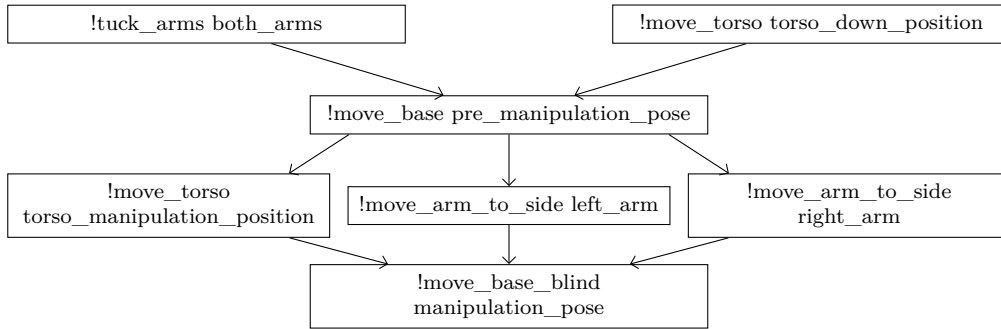 !tuck_arms both_arms
!move_torso torso_down_position
!move_base pre_manipulation_pose
!move_torso
torso_manipulation_position
!move_arm_to_side left_arm
!move_arm_to_side
right_arm
!move_base_blind
manipulation_pose